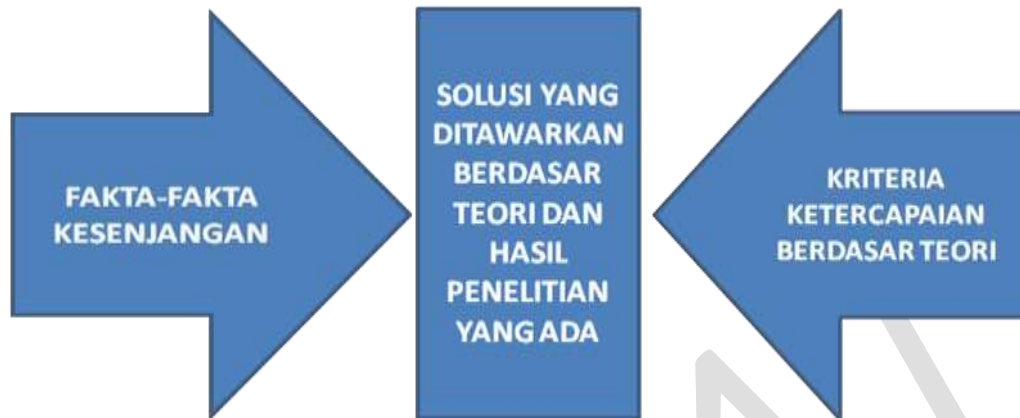 FAKTA-FAKTA
KESENJANGAN
SOLUSI YANG
DITAWARKAN
BERDASAR
TEORI DAN
HASIL
PENELITIAN
YANG ADA
KRITERIA
KETERCAPAIAN
BERDASAR TEORI